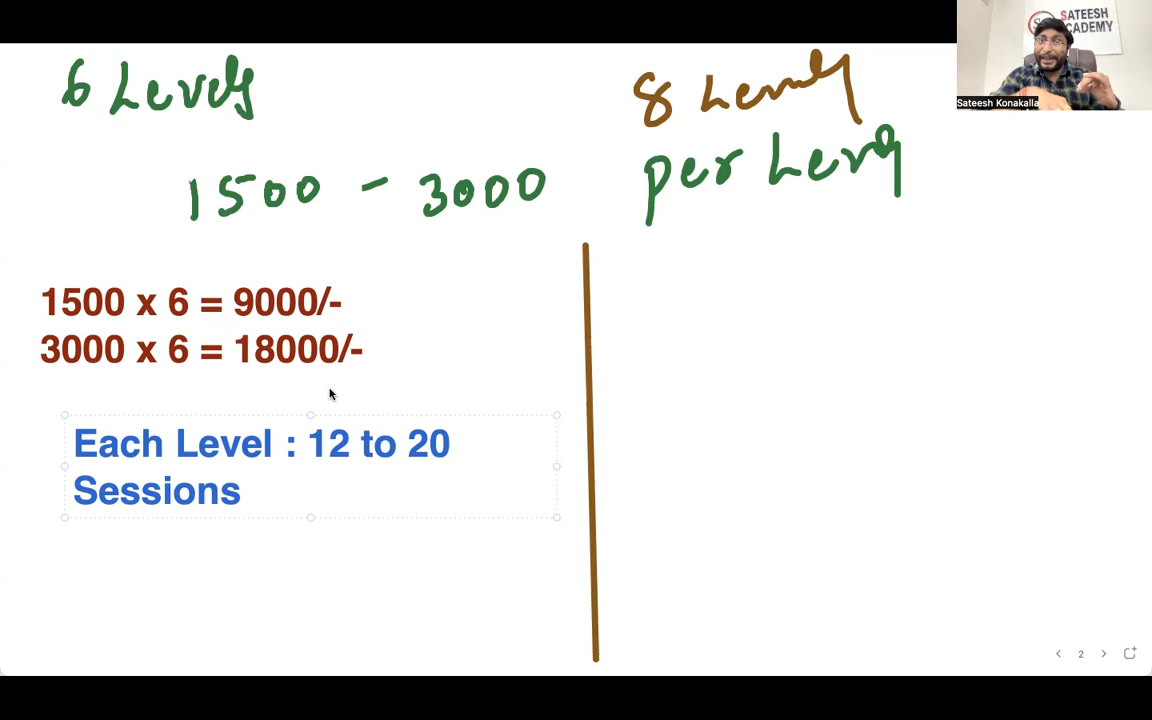 6 Levels
8 Levels
1500 - 3000
per Level
1500 x 6 = 9000/-
3000 x 6 = 18000/-
Each Level : 12 to 20
Sessions
SATEESH
ACADEMY
Sateesh Konakalla
2